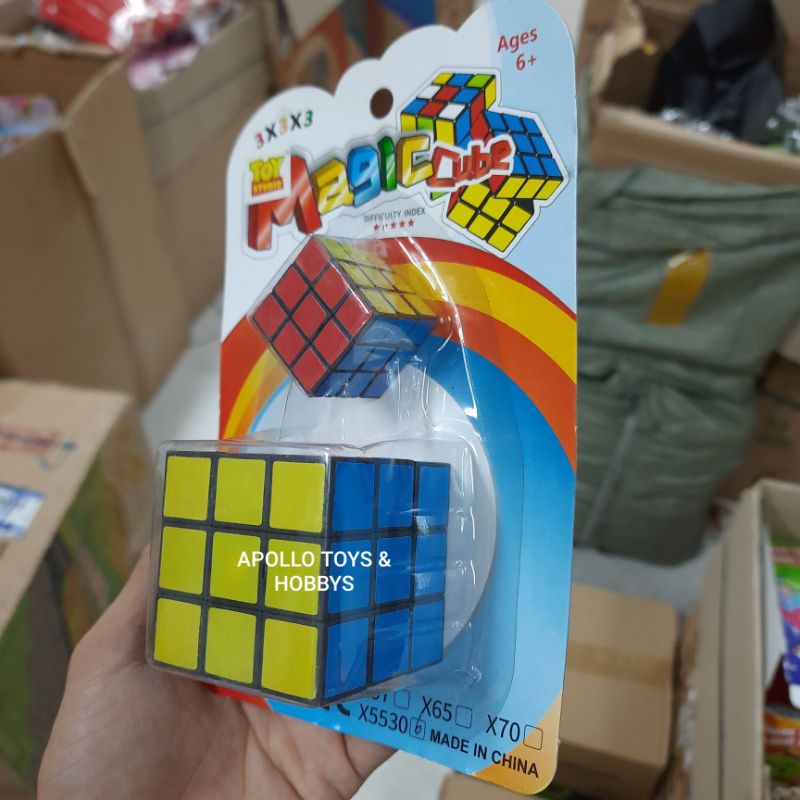 Ages
6+
3X3X3
TOY
STUDIO
Magic Cube
DIFFICULTY INDEX
★★★★★
APOLLO TOYS &
HOBBYS
X65 X70
X5530
MADE IN CHINA